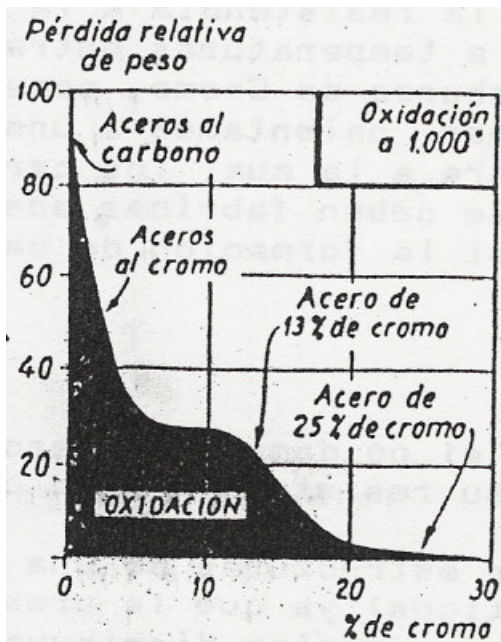 Pérdida relativa
de peso
100
Oxidación
a 1.000°
Aceros al
carbono
80
Aceros
al cromo
60
Acero de
13 % de cromo
40
Acero de
25 % de cromo
20
OXIDACION
0
10
20
30
% de cromo